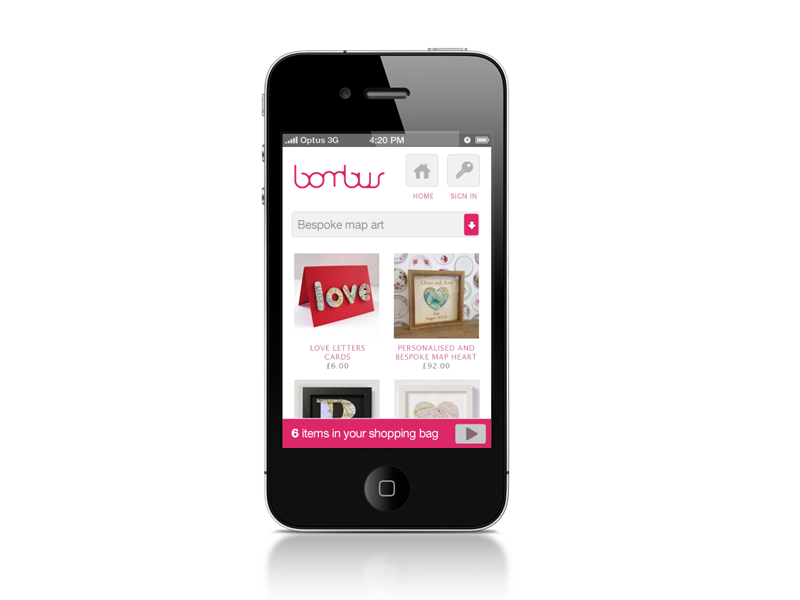 Optus 3G 4:20 PM
bombus
HOME SIGN IN
Bespoke map art
love
LOVE LETTERS
CARDS
£6.00
PERSONALISED AND
BESPOKE MAP HEART
£92.00
6 items in your shopping bag